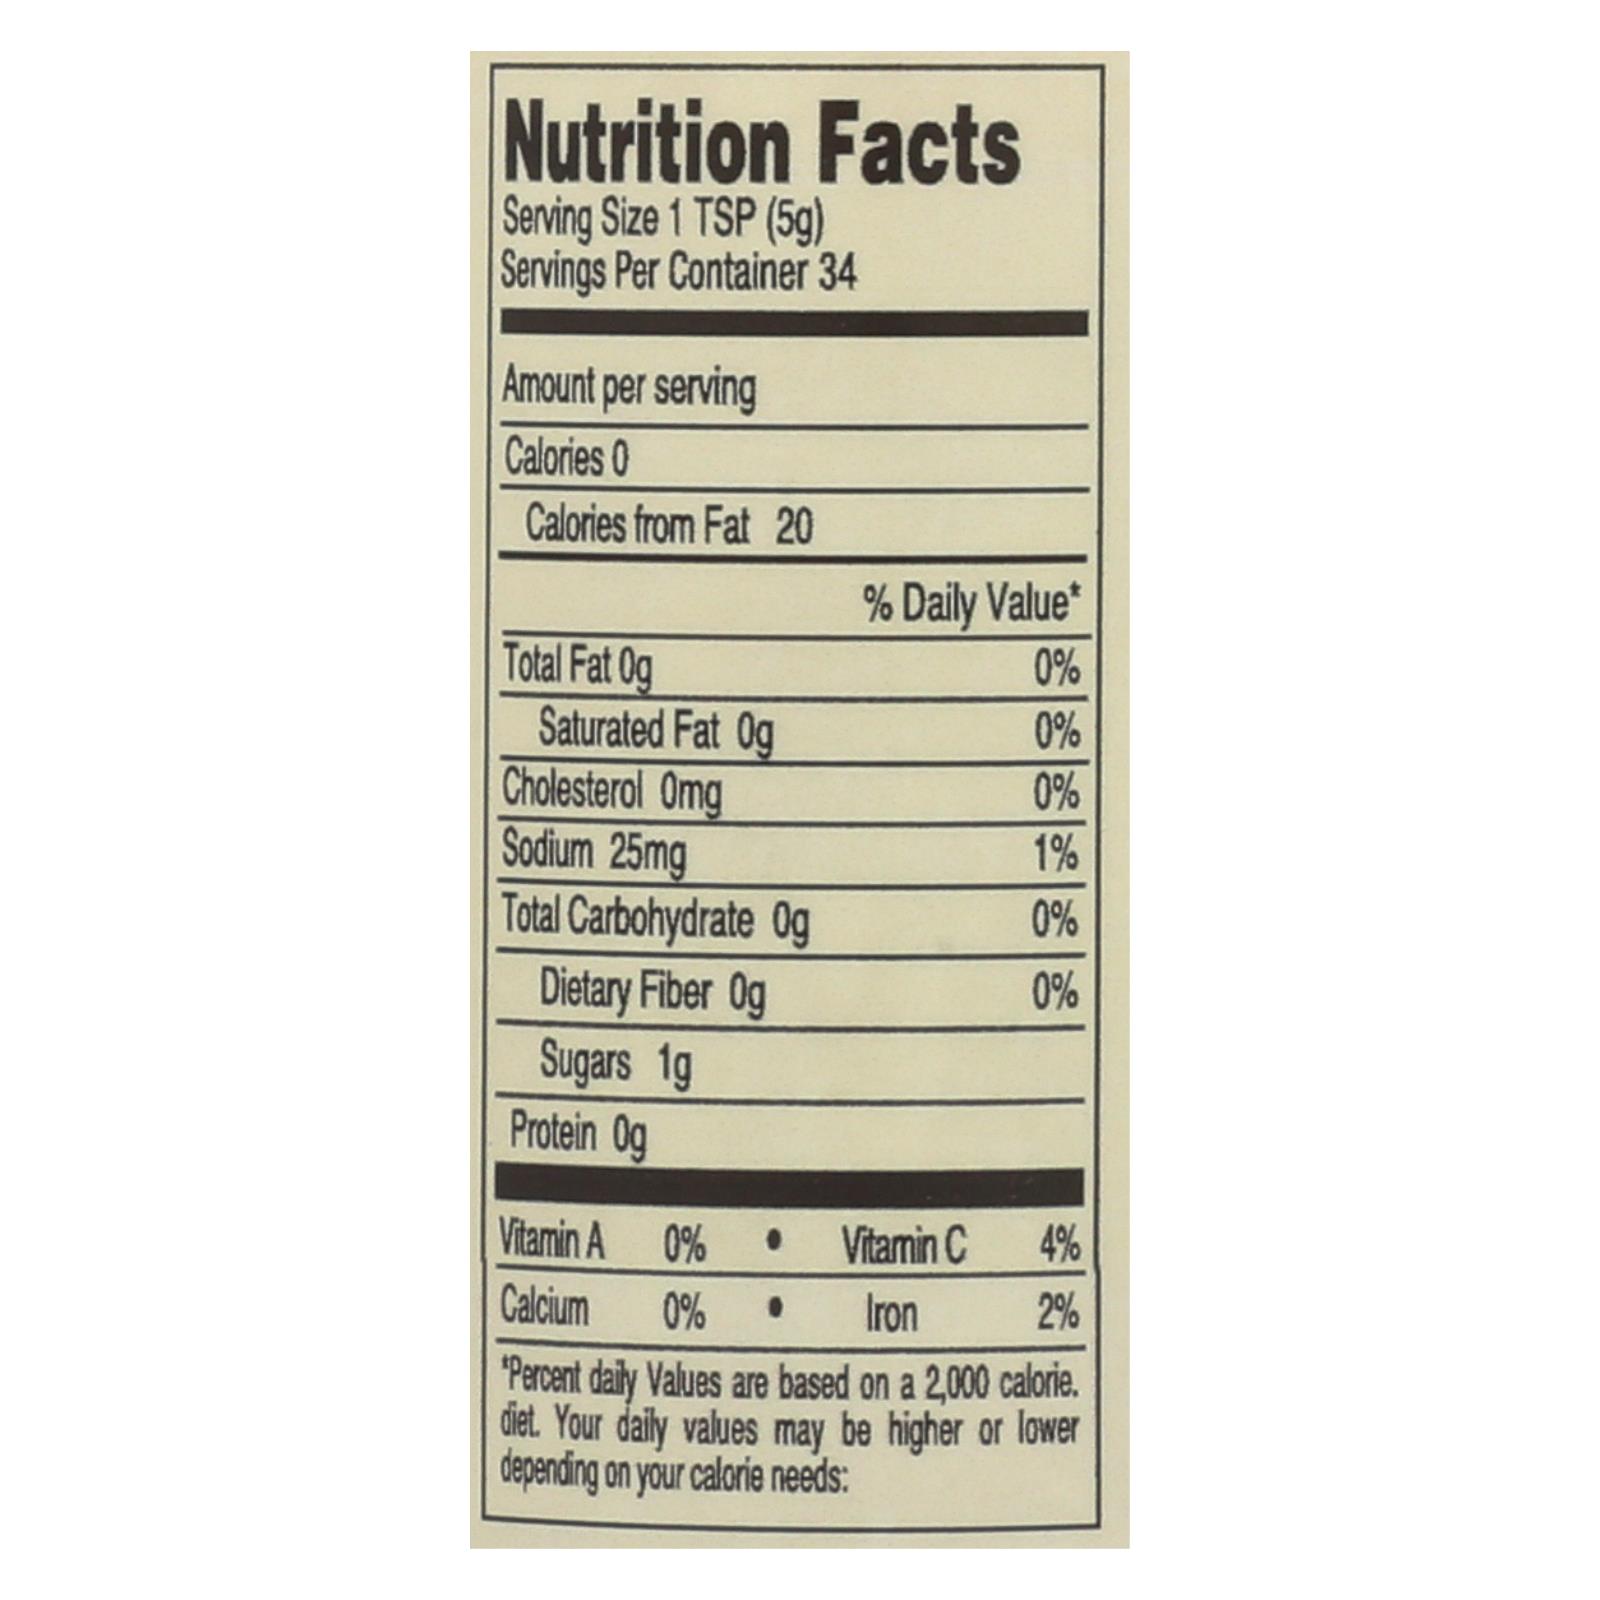 Nutrition Facts
Serving Size 1 TSP (5g)
Servings Per Container 34
Amount per serving
Calories 0
Calories from Fat 20
% Daily Value*
Total Fat 0g 0%
Saturated Fat 0g 0%
Cholesterol 0mg 0%
Sodium 25mg 1%
Total Carbohydrate 0g 0%
Dietary Fiber 0g 0%
Sugars 1g
Protein 0g
Vitamin A 0% • Vitamin C 4%
Calcium 0% • Iron 2%
*Percent daily Values are based on a 2,000 calorie.
diet. Your daily values may be higher or lower
depending on your calorie needs: